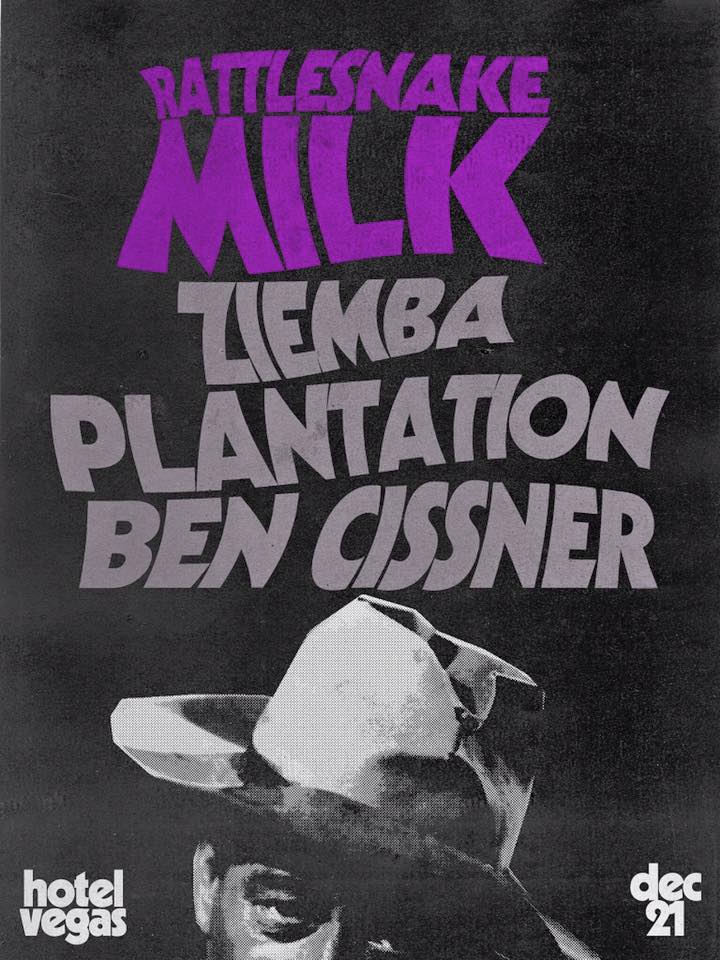 RATTLESNAKE
MILK
ZIEMBA
PLANTATION
BEN CISSNER
hotel
vegas
dec
21